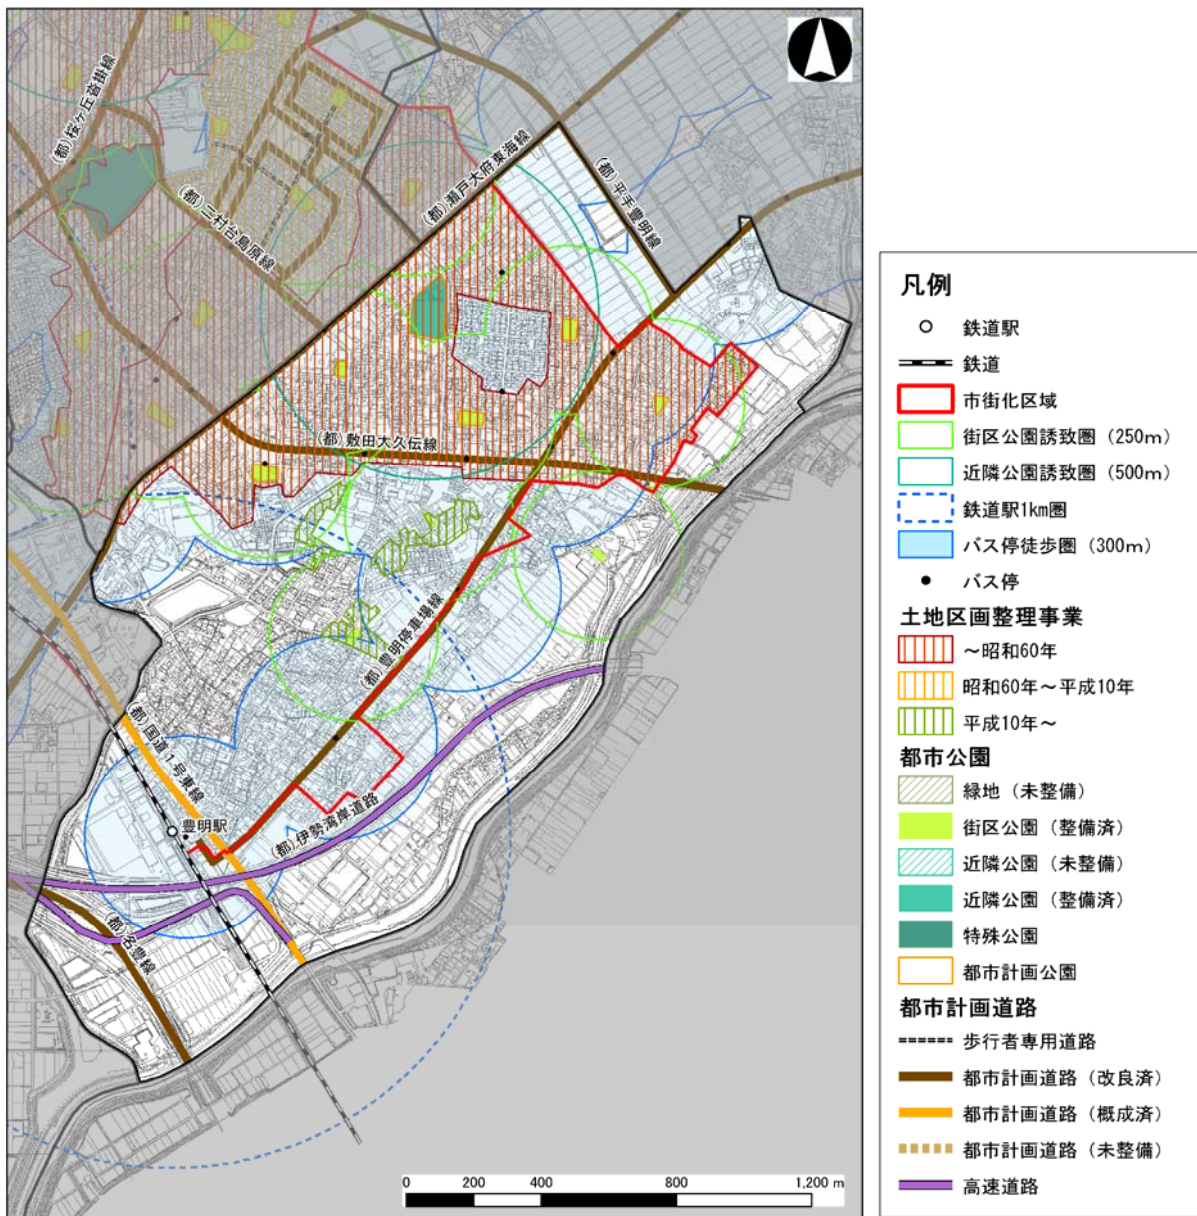 (都)桜ヶ丘沓掛線
(都)二村台島原線
(都)瀬戸大府東海線
(都)平手豊明線
(都)敷田大久伝線
(都)豊明停車場線
(都)国道1号東線
豊明駅
(都)伊勢湾岸道路
(都)名豊線
0 200 400 800 1,200 m
凡例
鉄道駅
鉄道
市街化区域
街区公園誘致圏(250m)
近隣公園誘致圏(500m)
鉄道駅1km圏
バス停徒歩圏(300m)
バス停
土地区画整理事業
~昭和60年
昭和60年~平成10年
平成10年~
都市公園
緑地(未整備)
街区公園(整備済)
近隣公園(未整備)
近隣公園(整備済)
特殊公園
都市計画公園
都市計画道路
歩行者専用道路
都市計画道路(改良済)
都市計画道路(概成済)
都市計画道路(未整備)
高速道路